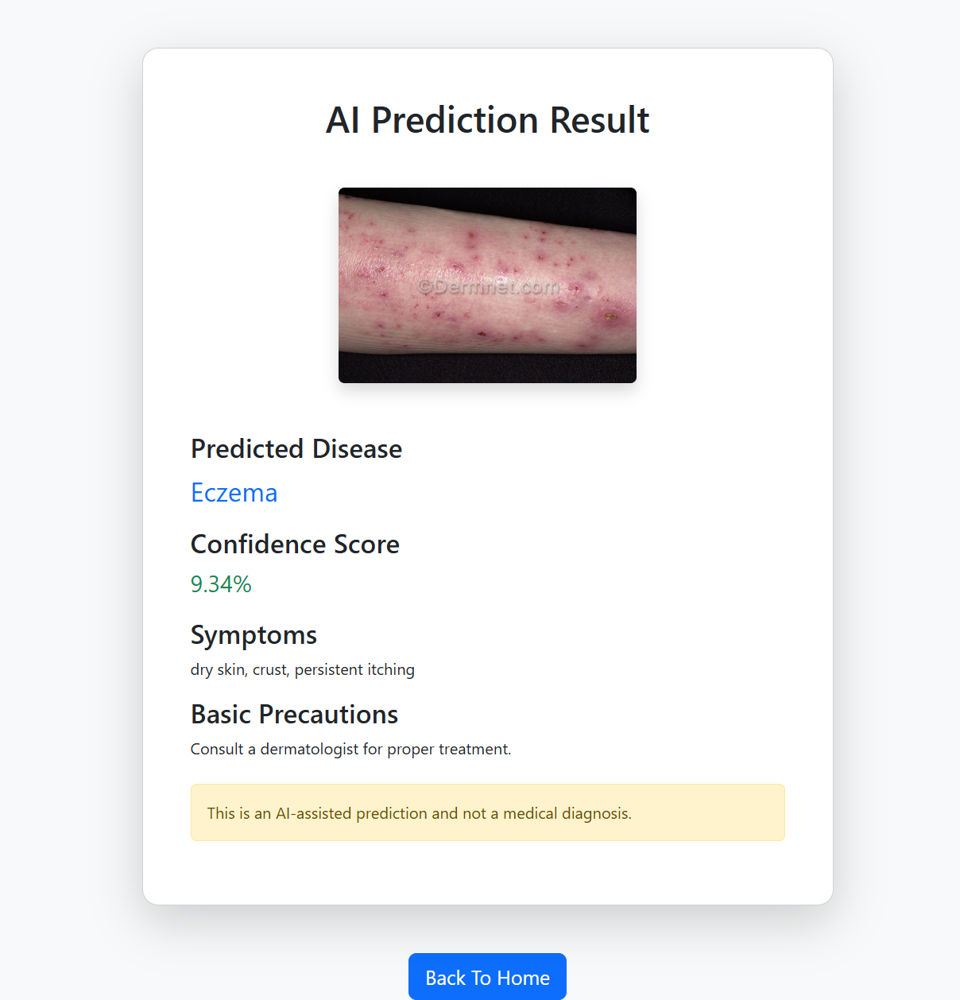 AI Prediction Result
©Dermnet.com
Predicted Disease
Eczema
Confidence Score
9.34%
Symptoms
dry skin, crust, persistent itching
Basic Precautions
Consult a dermatologist for proper treatment.
This is an AI-assisted prediction and not a medical diagnosis.
Back To Home